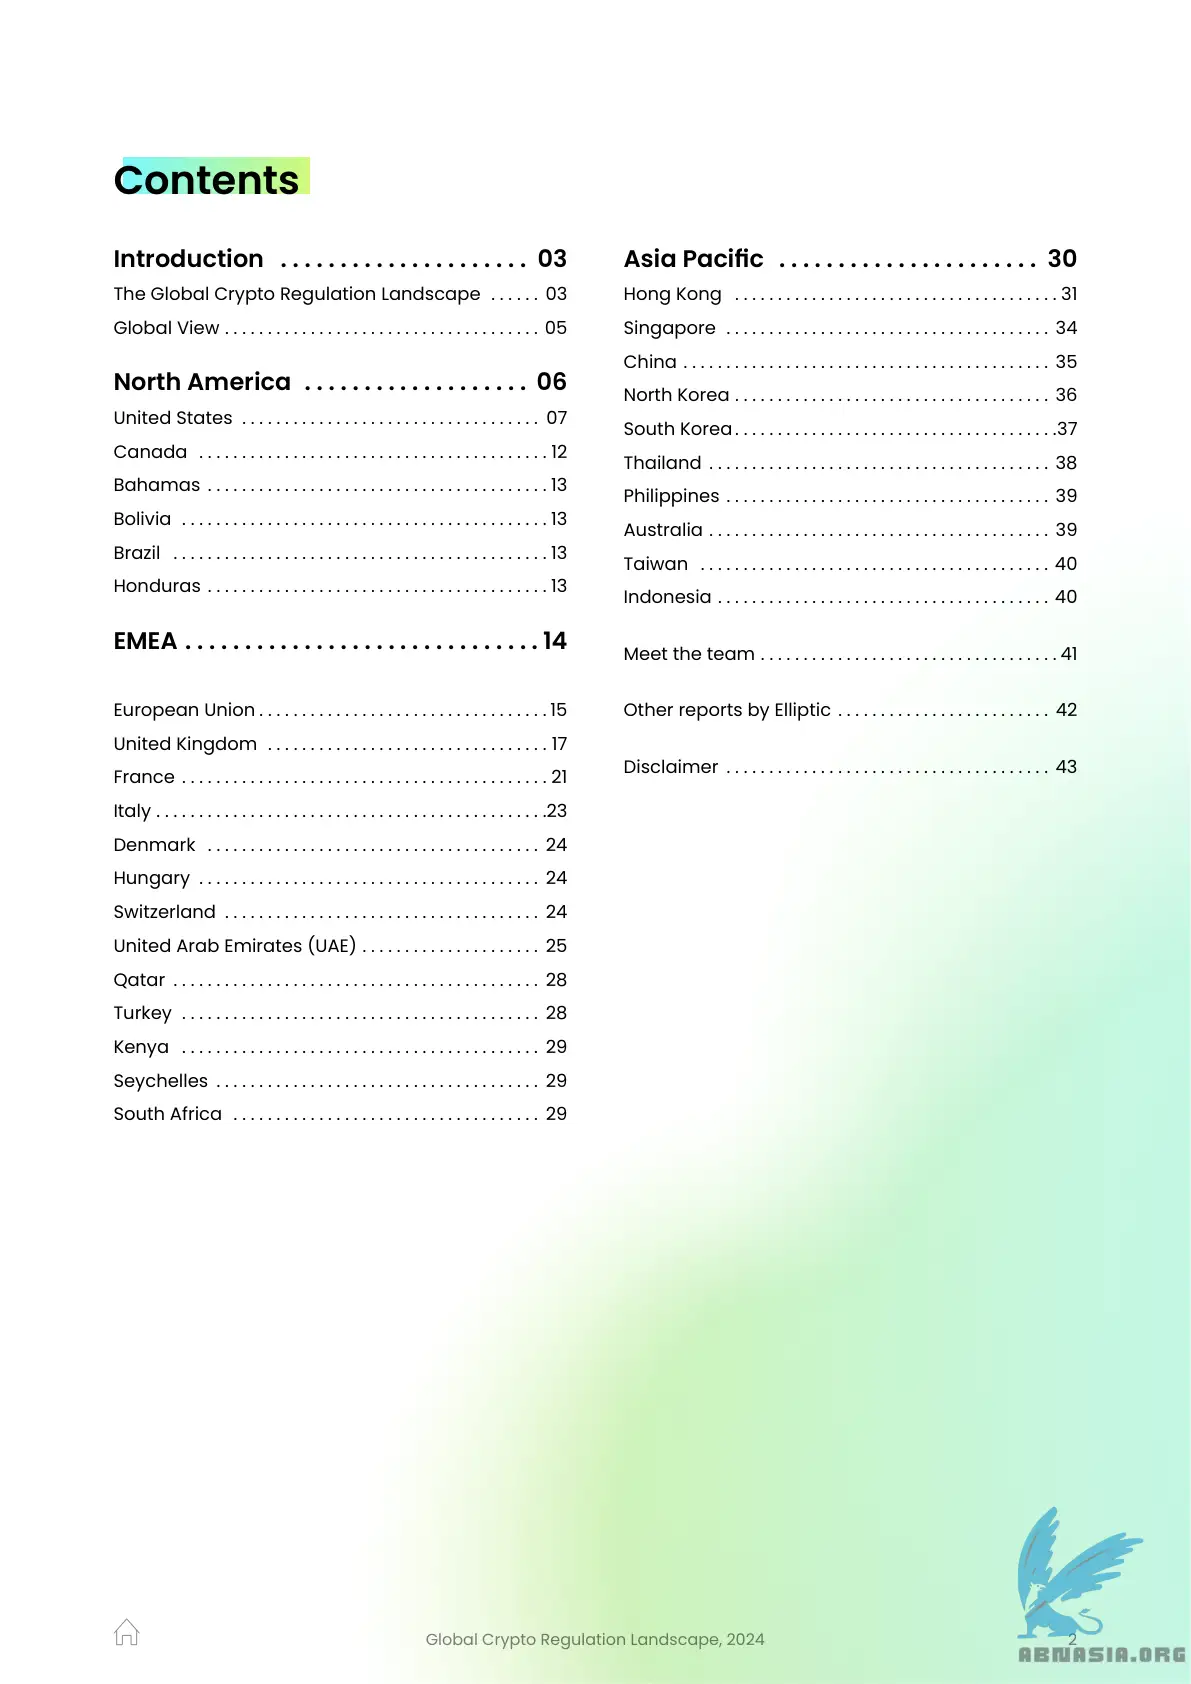 Contents
Introduction ..................... 03
The Global Crypto Regulation Landscape ...... 03
Global View ..................................... 05
North America ................... 06
United States ................................... 07
Canada ......................................... 12
Bahamas ........................................ 13
Bolivia ........................................... 13
Brazil ............................................ 13
Honduras ........................................ 13
EMEA .............................. 14
European Union .................................. 15
United Kingdom ................................. 17
France ........................................... 21
Italy .............................................. 23
Denmark ....................................... 24
Hungary ........................................ 24
Switzerland ..................................... 24
United Arab Emirates (UAE) ..................... 25
Qatar ........................................... 28
Turkey .......................................... 28
Kenya .......................................... 29
Seychelles ...................................... 29
South Africa .................................... 29
Asia Pacific ...................... 30
Hong Kong ...................................... 31
Singapore ...................................... 34
China ........................................... 35
North Korea ..................................... 36
South Korea ...................................... 37
Thailand ........................................ 38
Philippines ...................................... 39
Australia ........................................ 39
Taiwan ......................................... 40
Indonesia ....................................... 40
Meet the team ................................... 41
Other reports by Elliptic ......................... 42
Disclaimer ...................................... 43
Global Crypto Regulation Landscape, 2024
2
ABNASIA.ORG